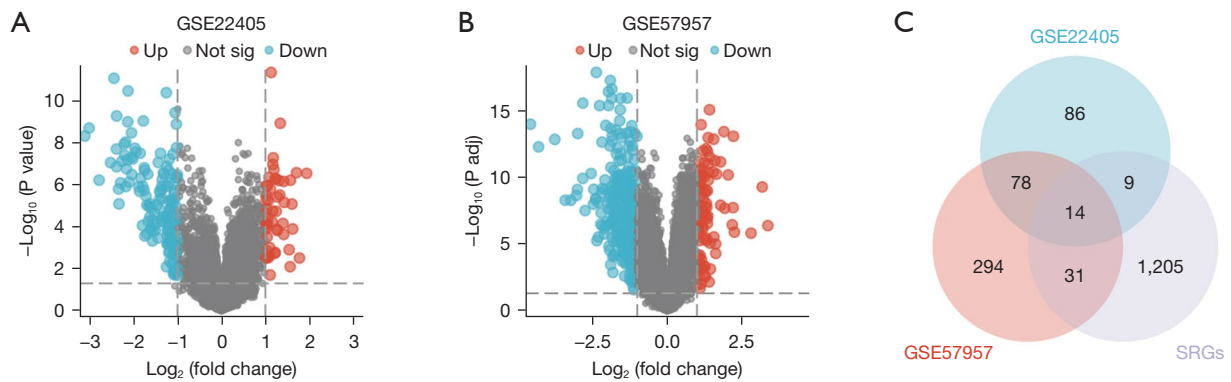 A
GSE22405
Up Not sig Down
10
8
6
4
2
0
–Log10 (P value)
–3 –2 –1 0 1 2 3
Log2 (fold change)
B
GSE57957
Up Not sig Down
15
10
5
0
–Log10 (P adj)
–2.5 0.0 2.5
Log2 (fold change)
C
GSE22405
86
78 9
14
294 31 1,205
GSE57957 SRGs